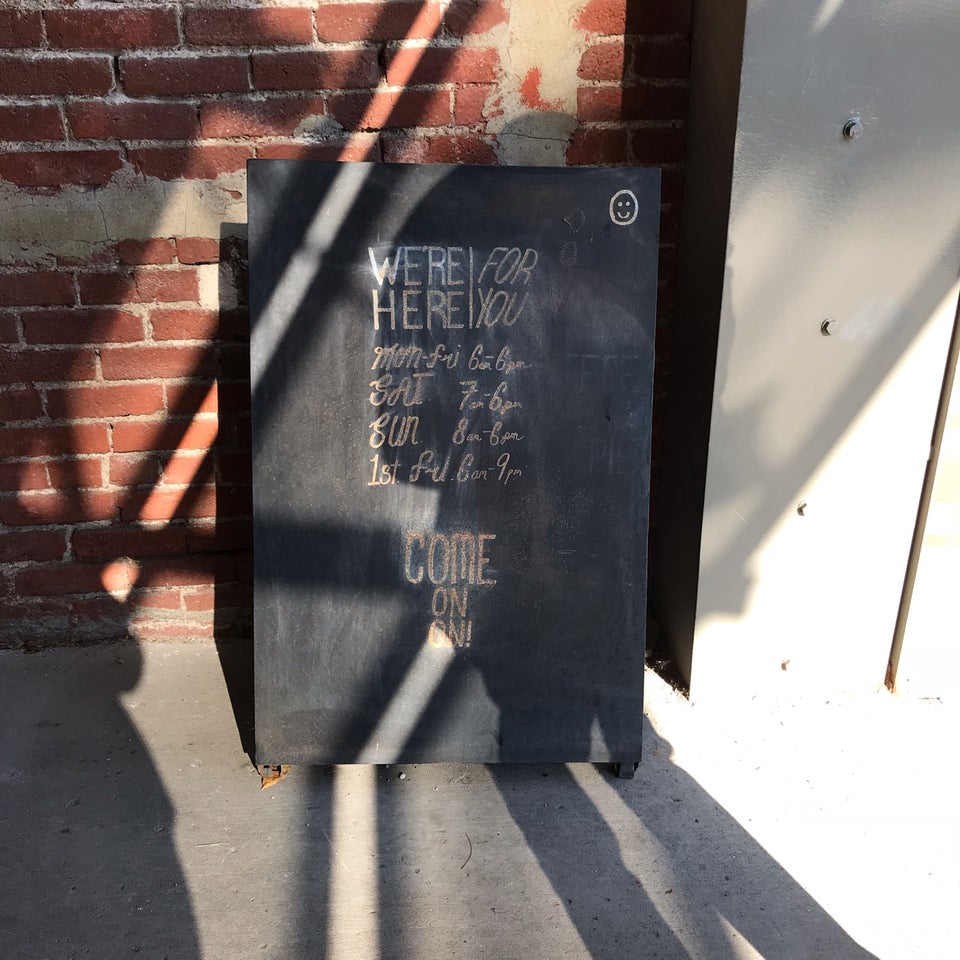 WE'RE FOR
HERE YOU
Mon-Fri 6am-6pm
SAT. 7am-6pm
SUN. 8am-6pm
1st Fri. 6am-9pm
COME
ON
ON!